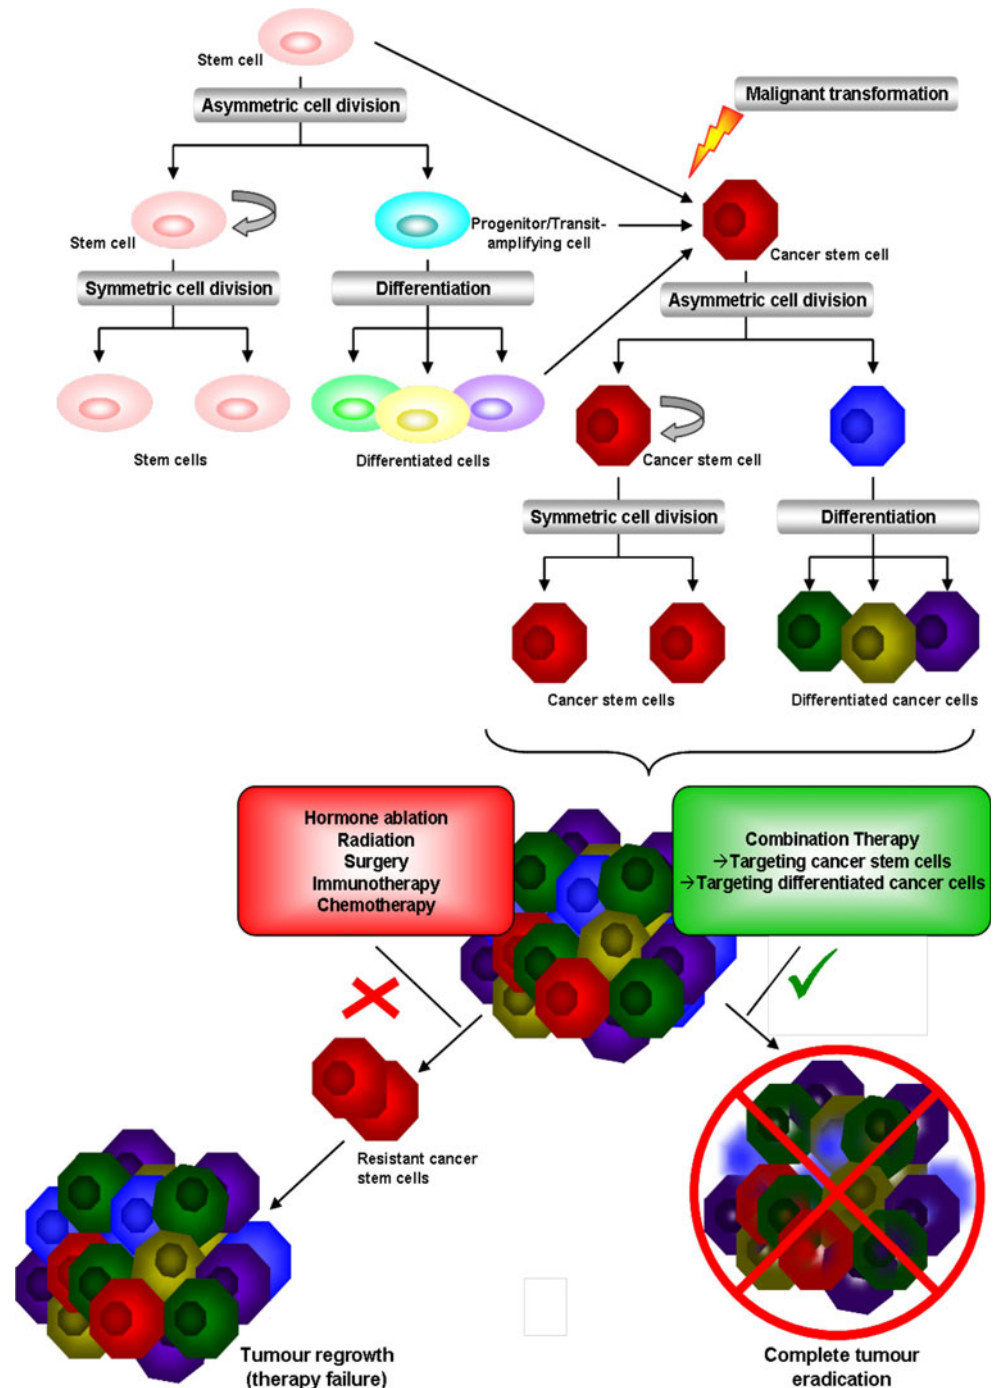 Stem cell
Asymmetric cell division
Malignant transformation
Stem cell
Progenitor/Transit-
amplifying cell
Cancer stem cell
Symmetric cell division
Differentiation
Asymmetric cell division
Stem cells
Differentiated cells
Cancer stem cell
Symmetric cell division
Differentiation
Cancer stem cells
Differentiated cancer cells
Hormone ablation
Radiation
Surgery
Immunotherapy
Chemotherapy
Combination Therapy
→Targeting cancer stem cells
→Targeting differentiated cancer cells
Resistant cancer
stem cells
Tumour regrowth
(therapy failure)
Complete tumour
eradication